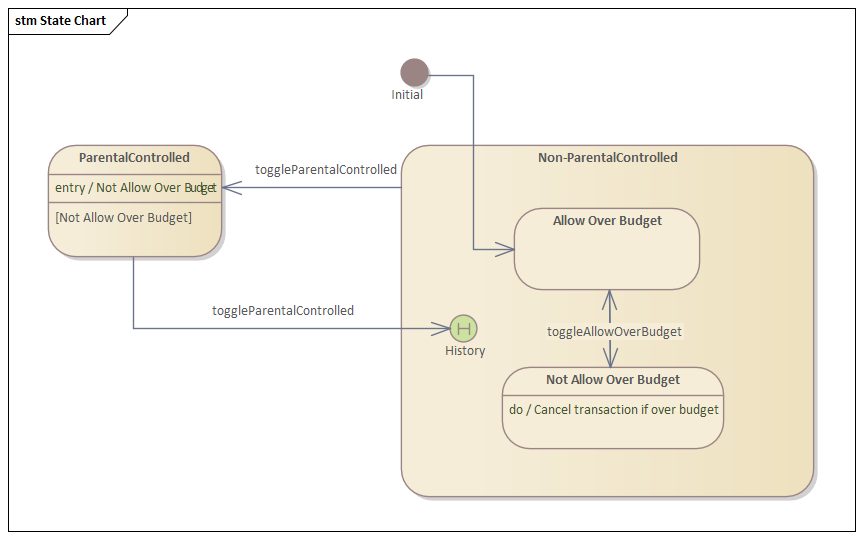 stm State Chart
Initial
ParentalControlled
entry / Not Allow Over Budget
[Not Allow Over Budget]
toggleParentalControlled
Non-ParentalControlled
Allow Over Budget
toggleParentalControlled
H
History
toggleAllowOverBudget
Not Allow Over Budget
do / Cancel transaction if over budget